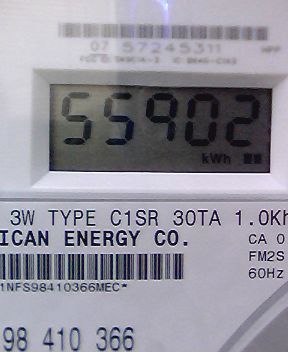 07 57245311
55902
kWh
3W TYPE C1SR 30TA 1.0Kh
ICAN ENERGY CO.
CA 0
FM2S
60Hz
1NFS98410366MEC*
98 410 366